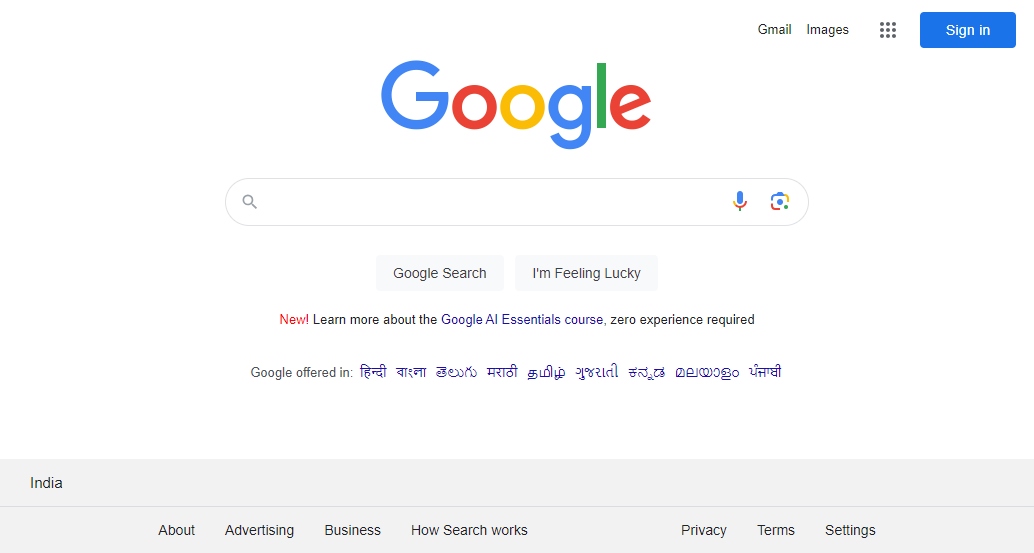 Gmail Images Sign in
Google
Google Search I'm Feeling Lucky
New! Learn more about the Google AI Essentials course, zero experience required
Google offered in: हिन्दी বাংলা తెలుగు मराठी தமிழ் ગુજરાતી ಕನ್ನಡ മലയാളം ਪੰਜਾਬੀ
India
About Advertising Business How Search works Privacy Terms Settings